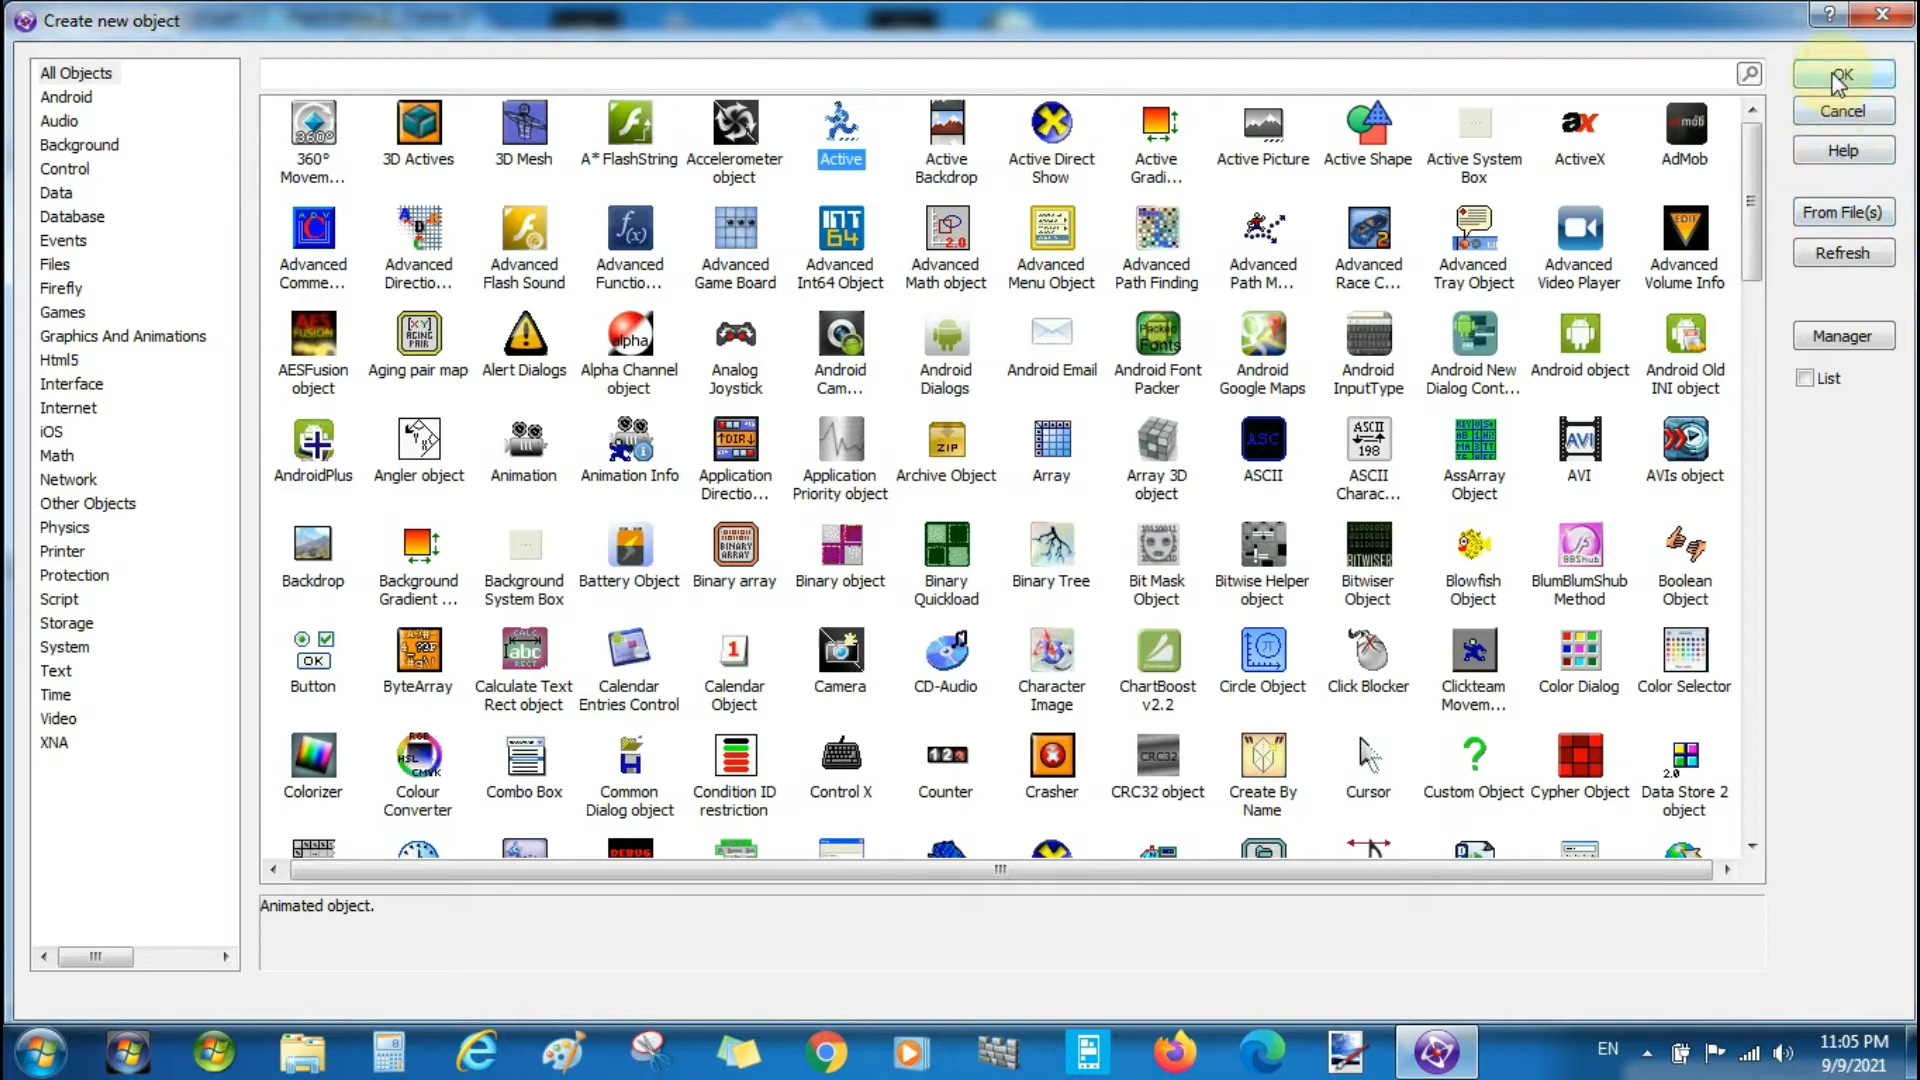 Create new object
?
All Objects
Android
Audio
Background
Control
Data
Database
Events
Files
Firefly
Games
Graphics And Animations
Html5
Interface
Internet
iOS
Math
Network
Other Objects
Physics
Printer
Protection
Script
Storage
System
Text
Time
Video
XNA
360° Movem...
3D Actives
3D Mesh
A* FlashString
Accelerometer object
Active
Active Backdrop
Active Direct Show
Active Gradi...
Active Picture
Active Shape
Active System Box
ActiveX
AdMob
Advanced Comme...
Advanced Directio...
Advanced Flash Sound
Advanced Functio...
Advanced Game Board
Advanced Int64 Object
Advanced Math object
Advanced Menu Object
Advanced Path Finding
Advanced Path M...
Advanced Race C...
Advanced Tray Object
Advanced Video Player
Advanced Volume Info
AESFusion object
Aging pair map
Alert Dialogs
Alpha Channel object
Analog Joystick
Android Cam...
Android Dialogs
Android Email
Android Font Packer
Android Google Maps
Android InputType
Android New Dialog Cont...
Android object
Android Old INI object
AndroidPlus
Angler object
Animation
Animation Info
Application Directio...
Application Priority object
Archive Object
Array
Array 3D object
ASCII
ASCII Charac...
AssArray Object
AVI
AVIs object
Backdrop
Background Gradient ...
Background System Box
Battery Object
Binary array
Binary object
Binary Quickload
Binary Tree
Bit Mask Object
Bitwise Helper object
Bitwiser Object
Blowfish Object
BlumBlumShub Method
Boolean Object
Button
ByteArray
Calculate Text Rect object
Calendar Entries Control
Calendar Object
Camera
CD-Audio
Character Image
ChartBoost v2.2
Circle Object
Click Blocker
Clickteam Movem...
Color Dialog
Color Selector
Colorizer
Colour Converter
Combo Box
Common Dialog object
Condition ID restriction
Control X
Counter
Crasher
CRC32 object
Create By Name
Cursor
Custom Object
Cypher Object
Data Store 2 object
Animated object.
OK
Cancel
Help
From File(s)
Refresh
Manager
List
EN
11:05 PM
9/9/2021